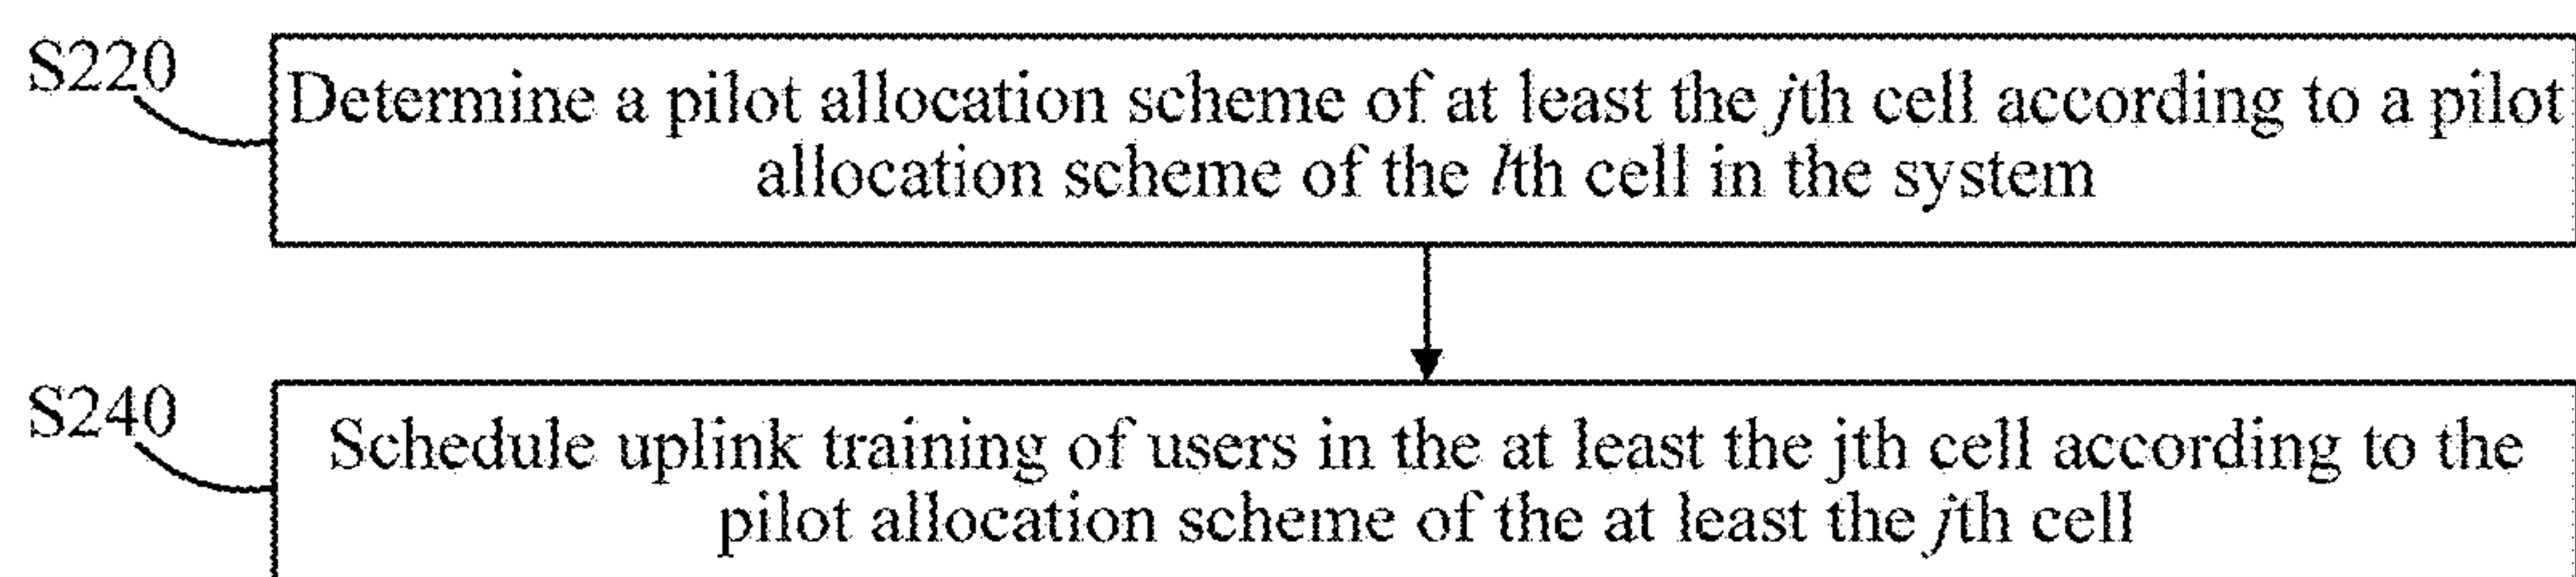 S220
Determine a pilot allocation scheme of at least the jth cell according to a pilot
allocation scheme of the lth cell in the system
S240
Schedule uplink training of users in the at least the jth cell according to the
pilot allocation scheme of the at least the jth cell